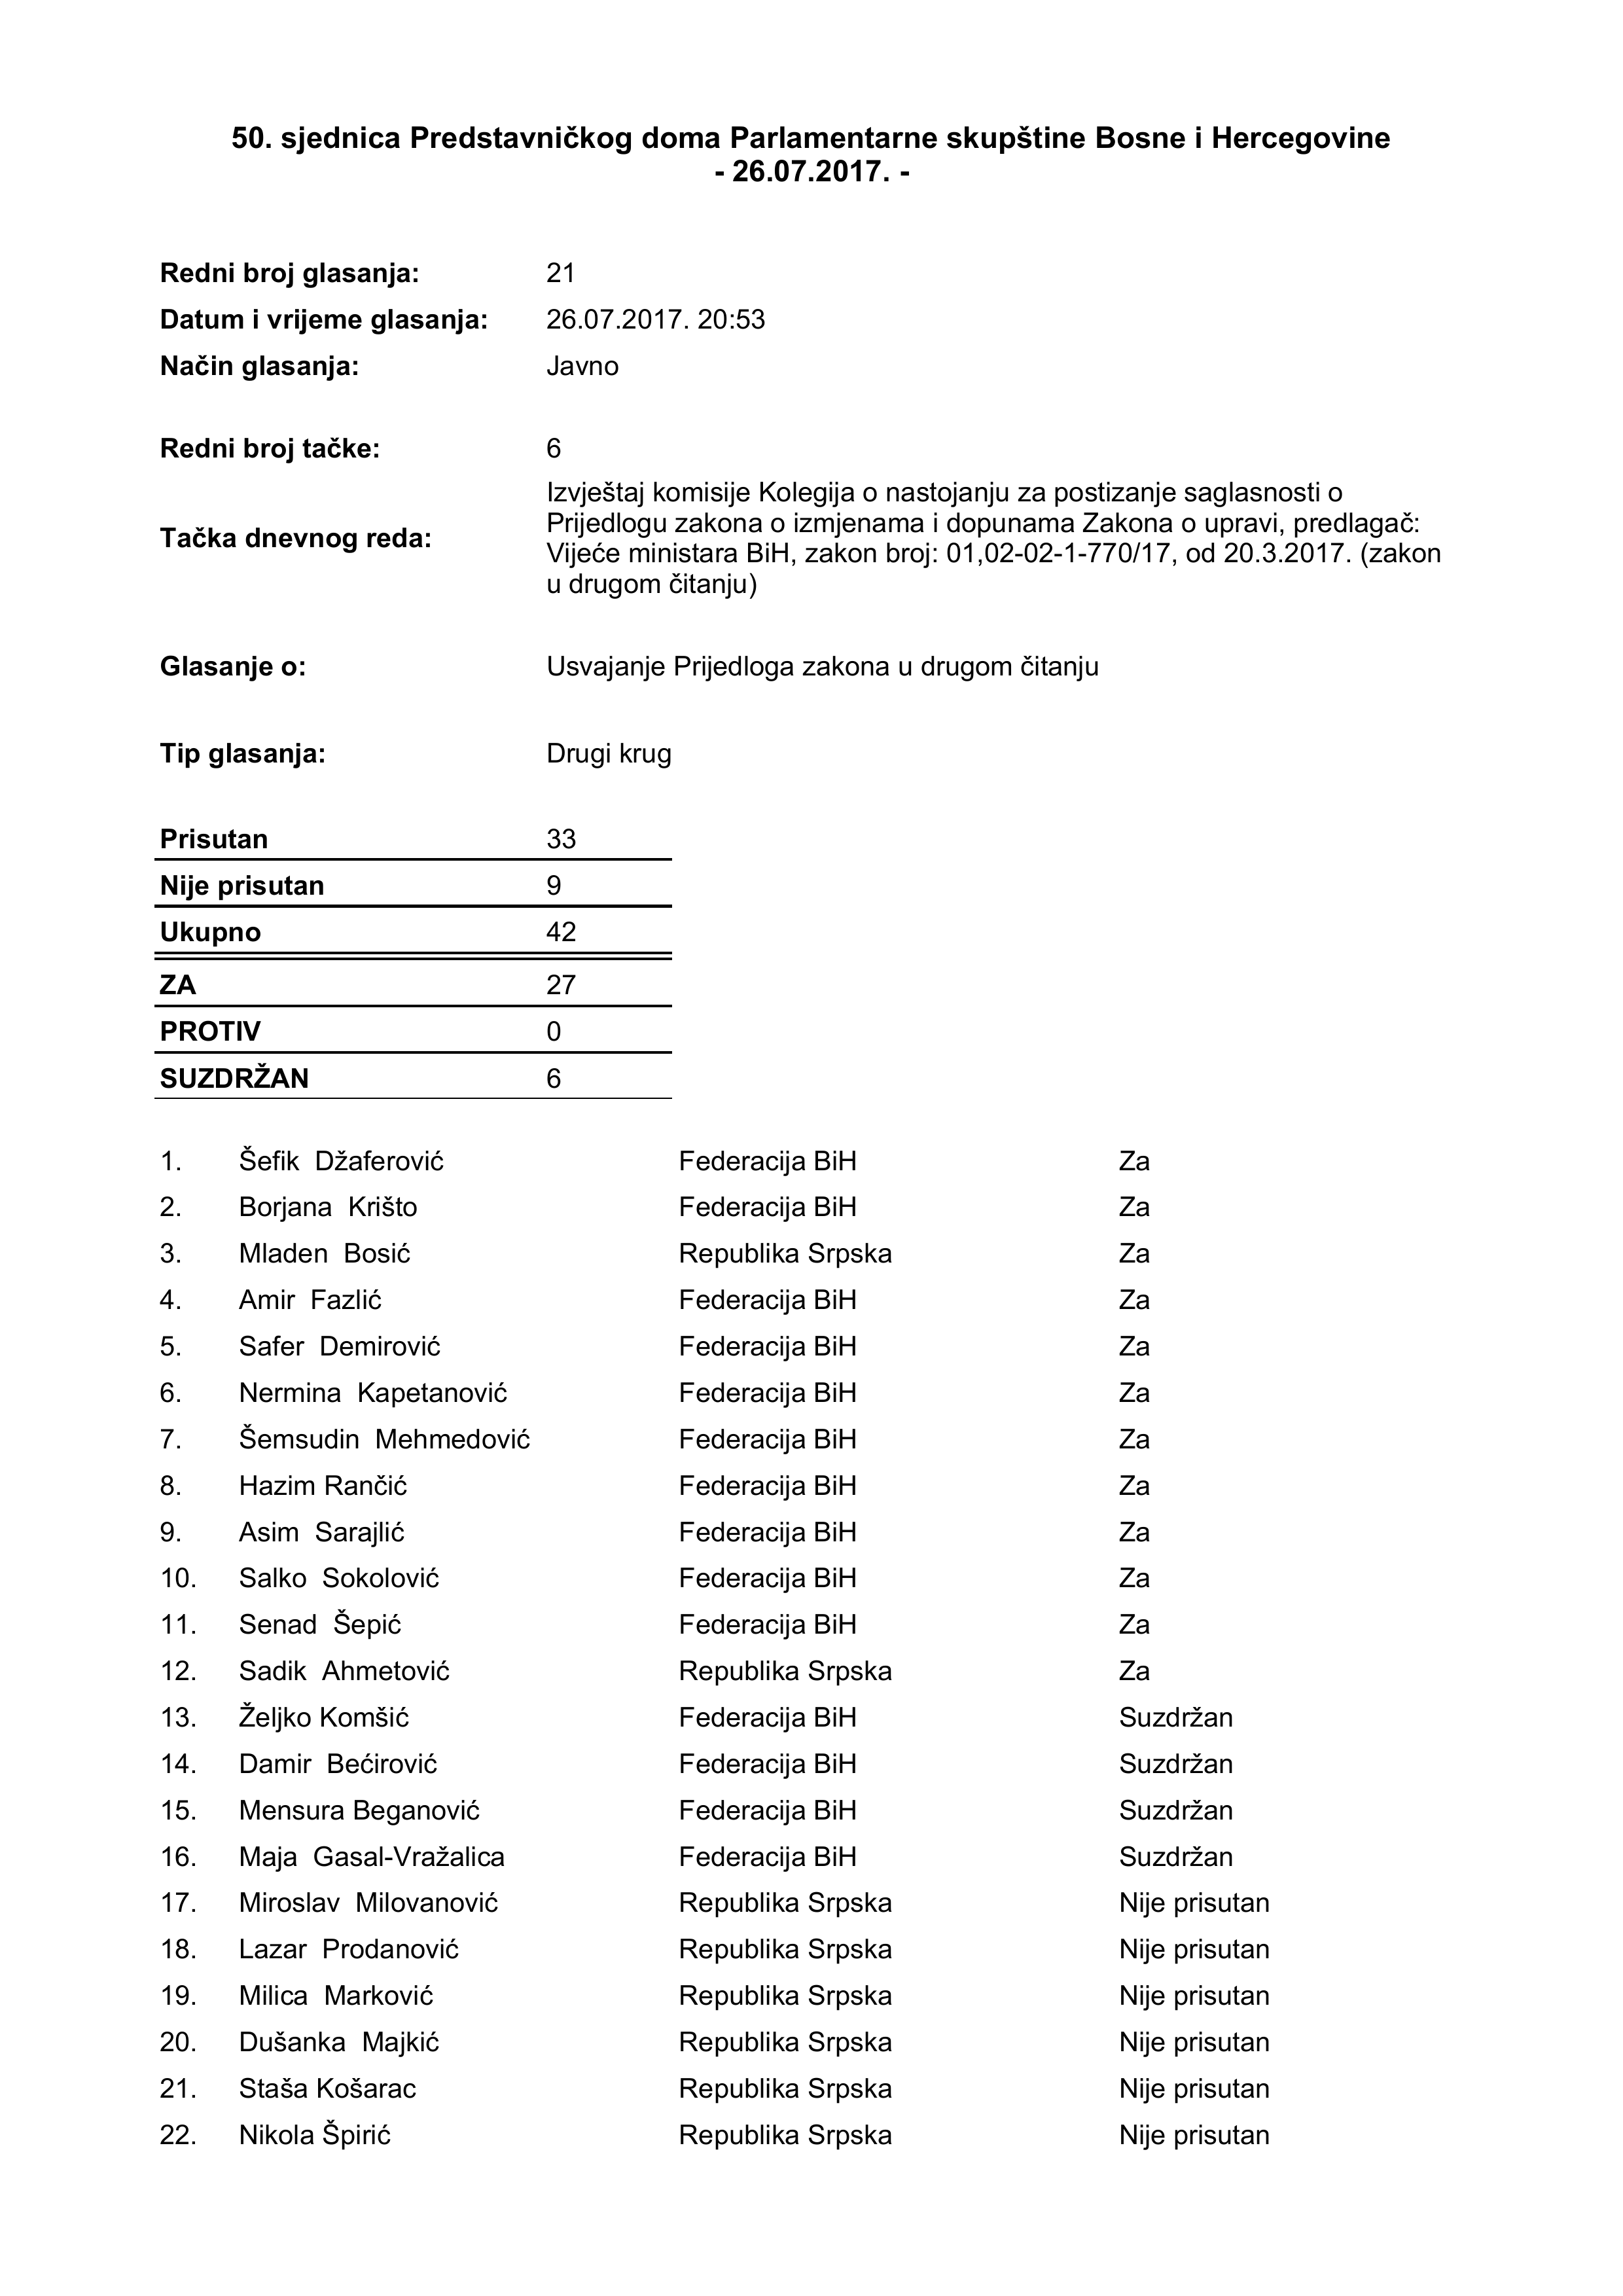 50. sjednica Predstavničkog doma Parlamentarne skupštine Bosne i Hercegovine
- 26.07.2017. -
Redni broj glasanja: 21
Datum i vrijeme glasanja: 26.07.2017. 20:53
Način glasanja: Javno
Redni broj tačke: 6
Tačka dnevnog reda: Izvještaj komisije Kolegija o nastojanju za postizanje saglasnosti o
Prijedlogu zakona o izmjenama i dopunama Zakona o upravi, predlagač:
Vijeće ministara BiH, zakon broj: 01,02-02-1-770/17, od 20.3.2017. (zakon
u drugom čitanju)
Glasanje o: Usvajanje Prijedloga zakona u drugom čitanju
Tip glasanja: Drugi krug
Prisutan 33
Nije prisutan 9
Ukupno 42
ZA 27
PROTIV 0
SUZDRŽAN 6
1. Šefik Džaferović Federacija BiH Za
2. Borjana Krišto Federacija BiH Za
3. Mladen Bosić Republika Srpska Za
4. Amir Fazlić Federacija BiH Za
5. Safer Demirović Federacija BiH Za
6. Nermina Kapetanović Federacija BiH Za
7. Šemsudin Mehmedović Federacija BiH Za
8. Hazim Rančić Federacija BiH Za
9. Asim Sarajlić Federacija BiH Za
10. Salko Sokolović Federacija BiH Za
11. Senad Šepić Federacija BiH Za
12. Sadik Ahmetović Republika Srpska Za
13. Željko Komšić Federacija BiH Suzdržan
14. Damir Bećirović Federacija BiH Suzdržan
15. Mensura Beganović Federacija BiH Suzdržan
16. Maja Gasal-Vražalica Federacija BiH Suzdržan
17. Miroslav Milovanović Republika Srpska Nije prisutan
18. Lazar Prodanović Republika Srpska Nije prisutan
19. Milica Marković Republika Srpska Nije prisutan
20. Dušanka Majkić Republika Srpska Nije prisutan
21. Staša Košarac Republika Srpska Nije prisutan
22. Nikola Špirić Republika Srpska Nije prisutan